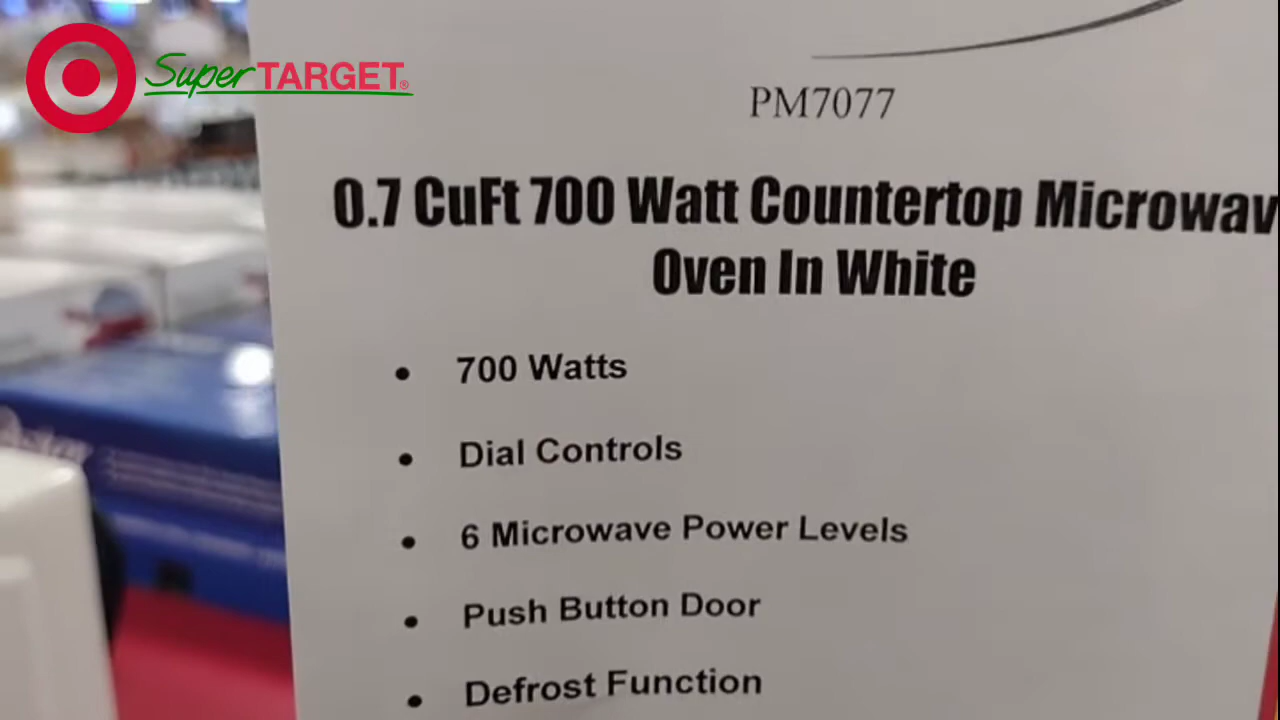 SuperTARGET®
PM7077
0.7 CuFt 700 Watt Countertop Microwav
Oven In White
• 700 Watts
• Dial Controls
• 6 Microwave Power Levels
• Push Button Door
• Defrost Function